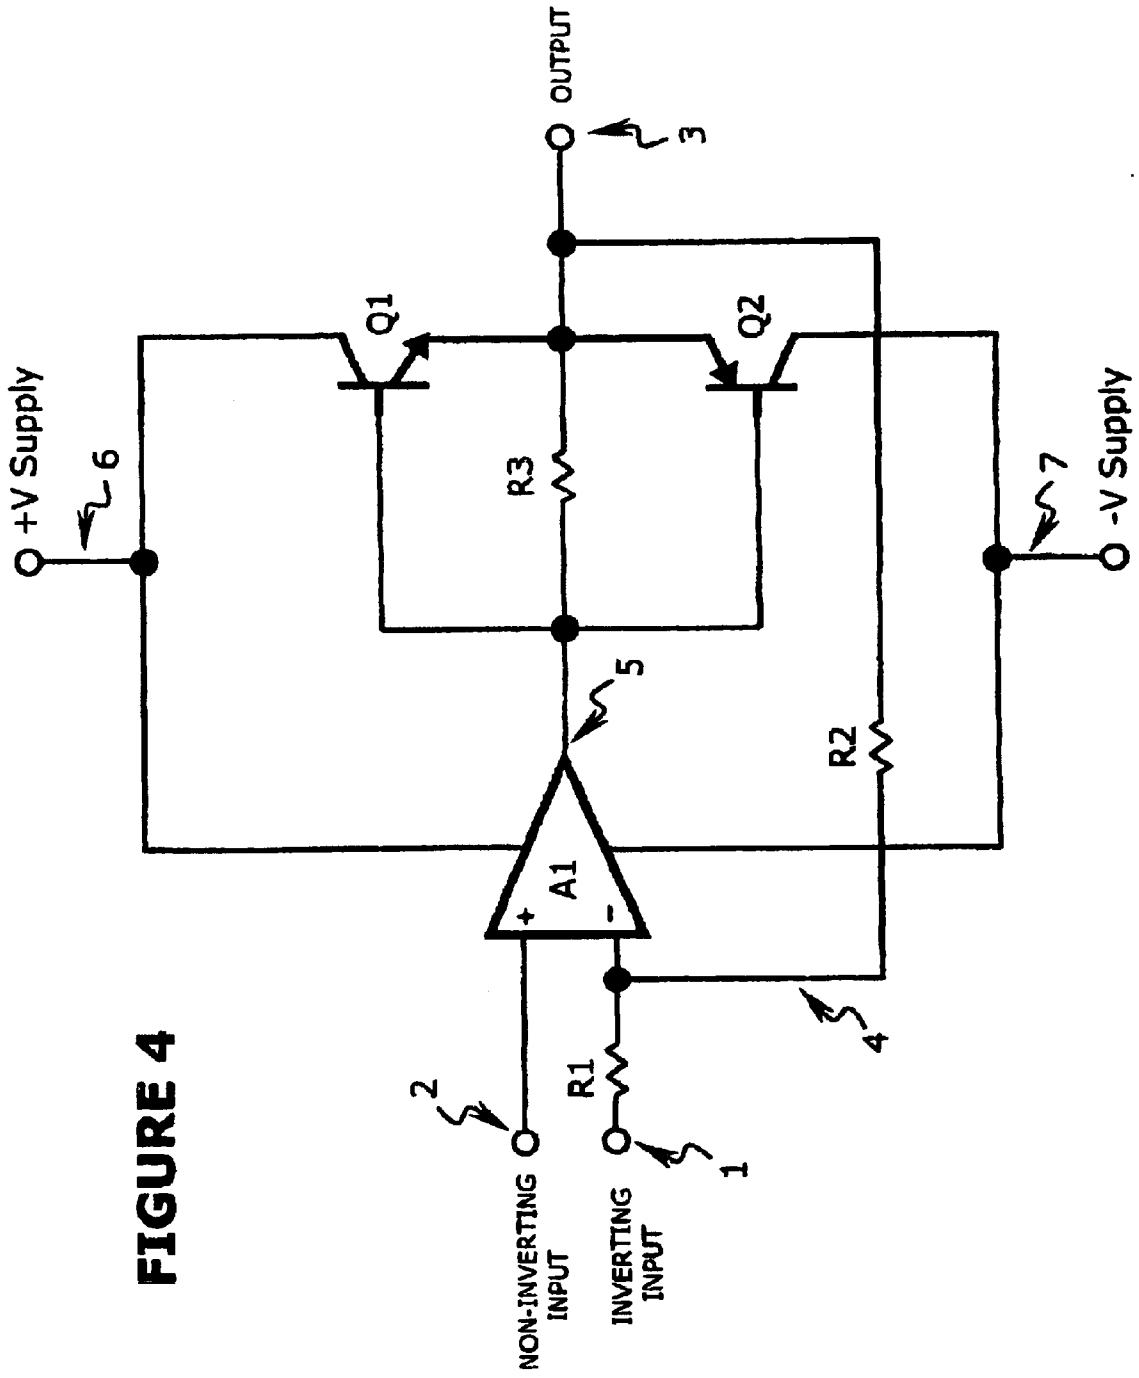 FIGURE 4
+V Supply
6
Q1
R3
OUTPUT
3
5
NON-INVERTING
INPUT
2
+
A1
-
INVERTING
INPUT
1
R1
4
R2
Q2
7
-V Supply